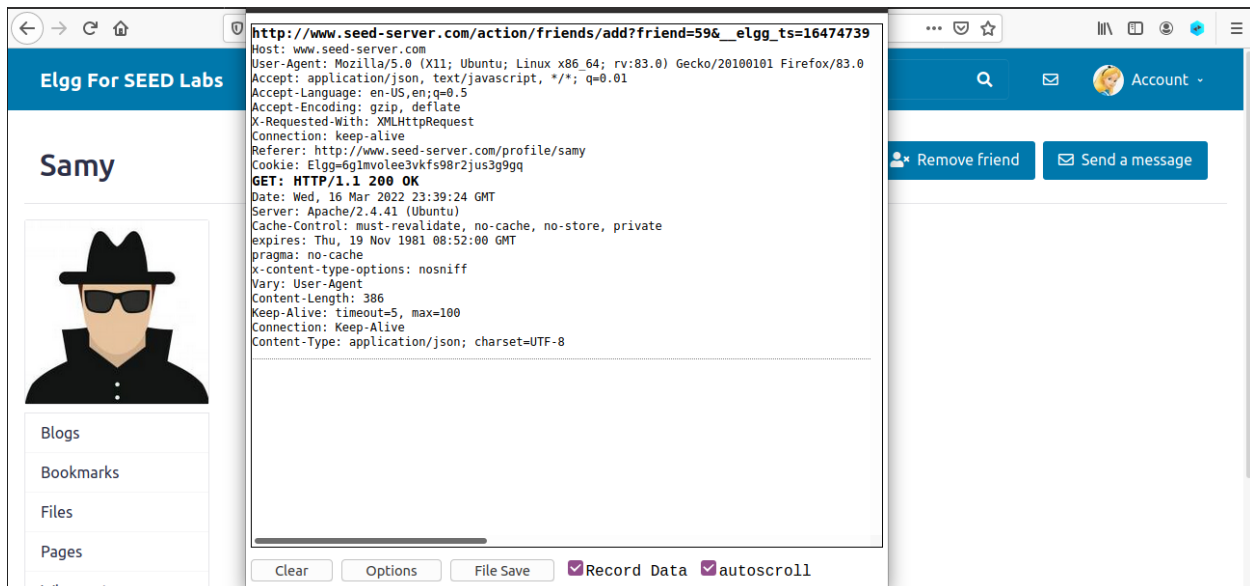 http://www.seed-server.com/action/friends/add?friend=59&__elgg_ts=16474739
Host: www.seed-server.com
User-Agent: Mozilla/5.0 (X11; Ubuntu; Linux x86_64; rv:83.0) Gecko/20100101 Firefox/83.0
Accept: application/json, text/javascript, */*; q=0.01
Accept-Language: en-US,en;q=0.5
Accept-Encoding: gzip, deflate
X-Requested-With: XMLHttpRequest
Connection: keep-alive
Referer: http://www.seed-server.com/profile/samy
Cookie: Elgg=6g1mvolee3vkfs98r2jus3g9gq
GET: HTTP/1.1 200 OK
Date: Wed, 16 Mar 2022 23:39:24 GMT
Server: Apache/2.4.41 (Ubuntu)
Cache-Control: must-revalidate, no-cache, no-store, private
expires: Thu, 19 Nov 1981 08:52:00 GMT
pragma: no-cache
x-content-type-options: nosniff
Vary: User-Agent
Content-Length: 386
Keep-Alive: timeout=5, max=100
Connection: Keep-Alive
Content-Type: application/json; charset=UTF-8
Clear Options File Save Record Data autoscroll
Elgg For SEED Labs
Account
Samy
Remove friend Send a message
Blogs
Bookmarks
Files
Pages